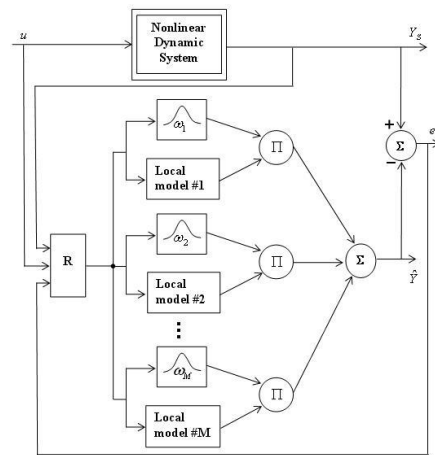 u
Nonlinear
Dynamic
System
Y_S
ω_1
Π
Local
model #1
+
Σ
e
−
ω_2
Π
Σ
R
Local
model #2
Ŷ
...
ω_M
Π
Local
model #M